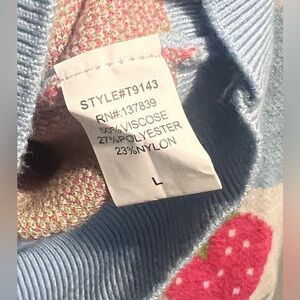 STYLE#T9143
RN#:137839
50%VISCOSE
27%POLYESTER
23%NYLON
L